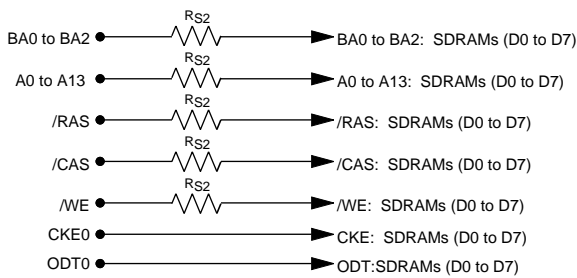 RS2
BA0 to BA2 BA0 to BA2: SDRAMs (D0 to D7)
RS2
A0 to A13 A0 to A13: SDRAMs (D0 to D7)
RS2
/RAS /RAS: SDRAMs (D0 to D7)
RS2
/CAS /CAS: SDRAMs (D0 to D7)
RS2
/WE /WE: SDRAMs (D0 to D7)
CKE0 CKE: SDRAMs (D0 to D7)
ODT0 ODT:SDRAMs (D0 to D7)